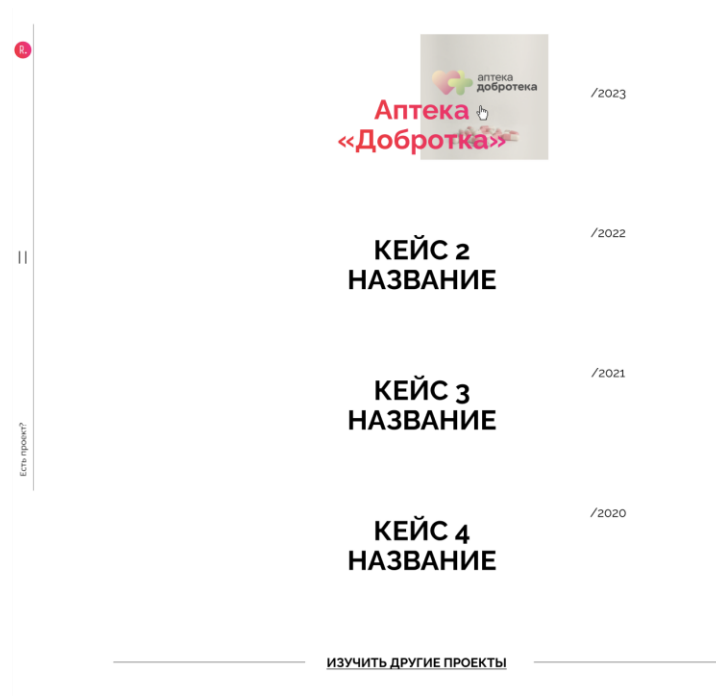 R.
аптека
добротека
Аптека
«Добротка»
/2023
КЕЙС 2
НАЗВАНИЕ
/2022
КЕЙС 3
НАЗВАНИЕ
/2021
Есть проект?
КЕЙС 4
НАЗВАНИЕ
/2020
ИЗУЧИТЬ ДРУГИЕ ПРОЕКТЫ